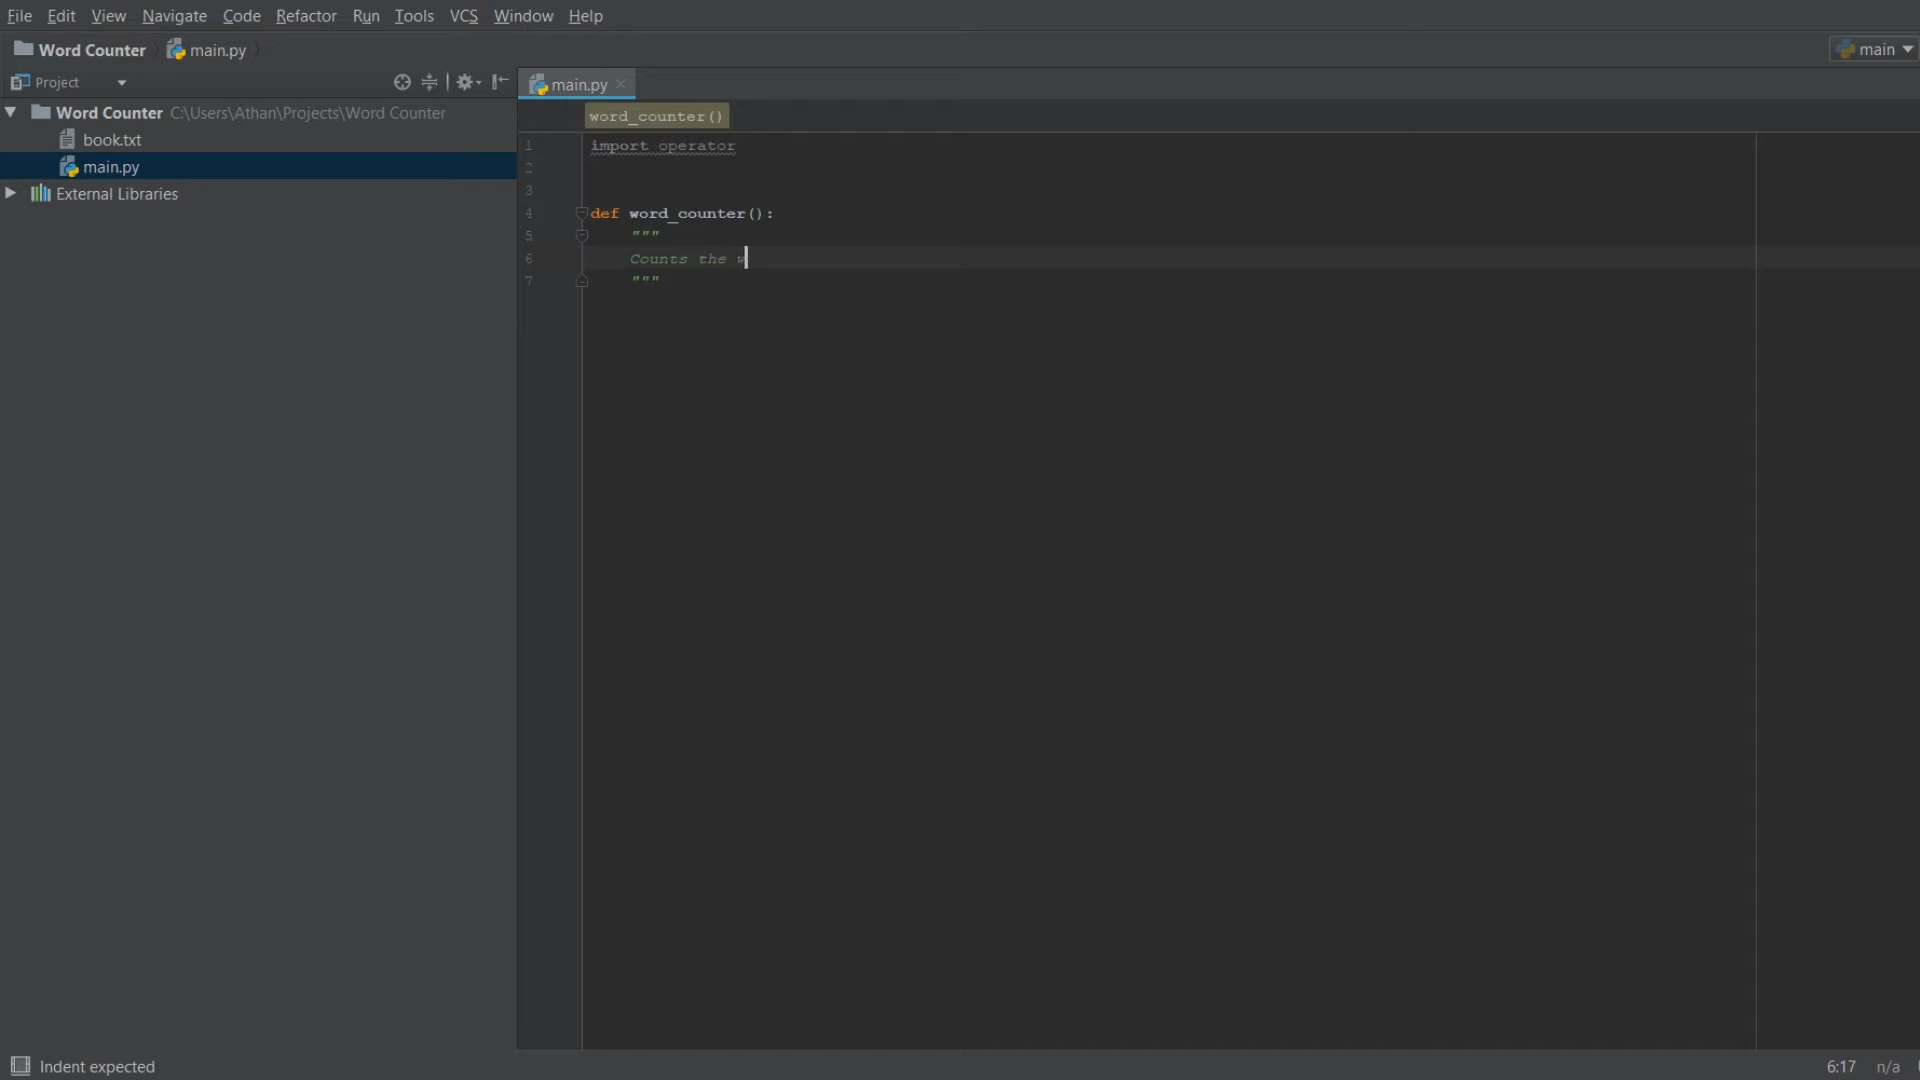 File Edit View Navigate Code Refactor Run Tools VCS Window Help
Word Counter main.py main
Project main.py
word_counter()
Word Counter C:\Users\Athan\Projects\Word Counter
book.txt
main.py
External Libraries
1 import operator
2
3
4 def word_counter():
5 """
6 Counts the w
7 """
Indent expected 6:17 n/a